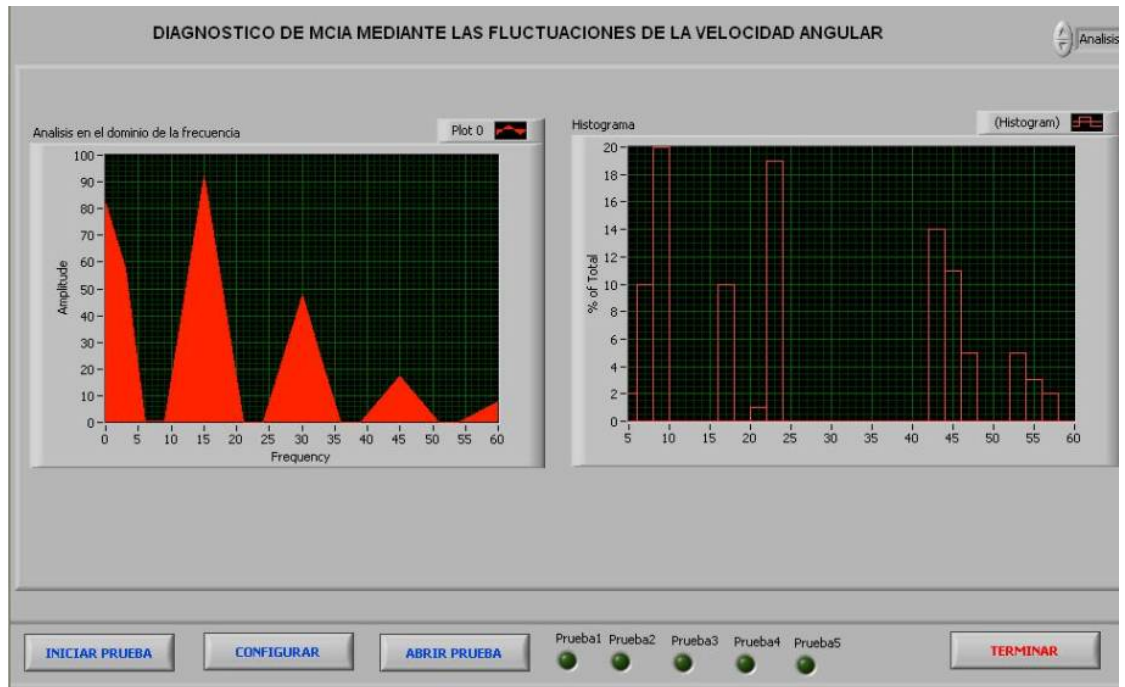 DIAGNOSTICO DE MCIA MEDIANTE LAS FLUCTUACIONES DE LA VELOCIDAD ANGULAR
Analisis
Analisis en el dominio de la frecuencia
Plot 0
100
90
80
70
60
50
40
30
20
10
0
Amplitude
0 5 10 15 20 25 30 35 40 45 50 55 60
Frequency
Histograma
(Histogram)
20
18
16
14
12
10
8
6
4
2
0
% of Total
5 10 15 20 25 30 35 40 45 50 55 60
INICIAR PRUEBA
CONFIGURAR
ABRIR PRUEBA
Prueba1 Prueba2 Prueba3 Prueba4 Prueba5
TERMINAR